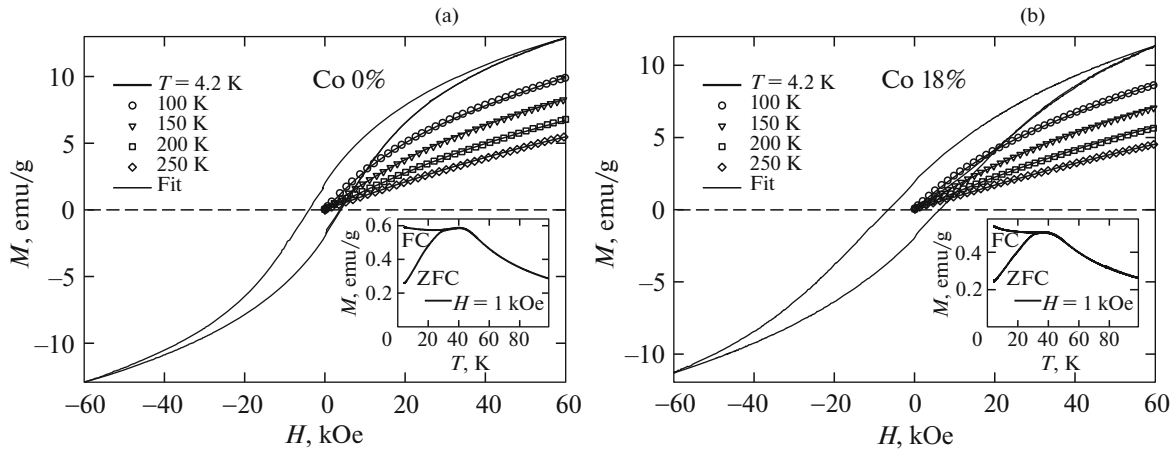 (a)
M, emu/g
10
5
0
−5
−10
T = 4.2 K
100 K
150 K
200 K
250 K
Fit
Co 0%
M, emu/g
0.6
0.4
0.2
0
FC
ZFC
H = 1 kOe
20 40 60 80
T, K
−60 −40 −20 0 20 40 60
H, kOe
(b)
M, emu/g
10
5
0
−5
−10
T = 4.2 K
100 K
150 K
200 K
250 K
Fit
Co 18%
M, emu/g
0.4
0.2
0
FC
ZFC
H = 1 kOe
20 40 60 80
T, K
−60 −40 −20 0 20 40 60
H, kOe